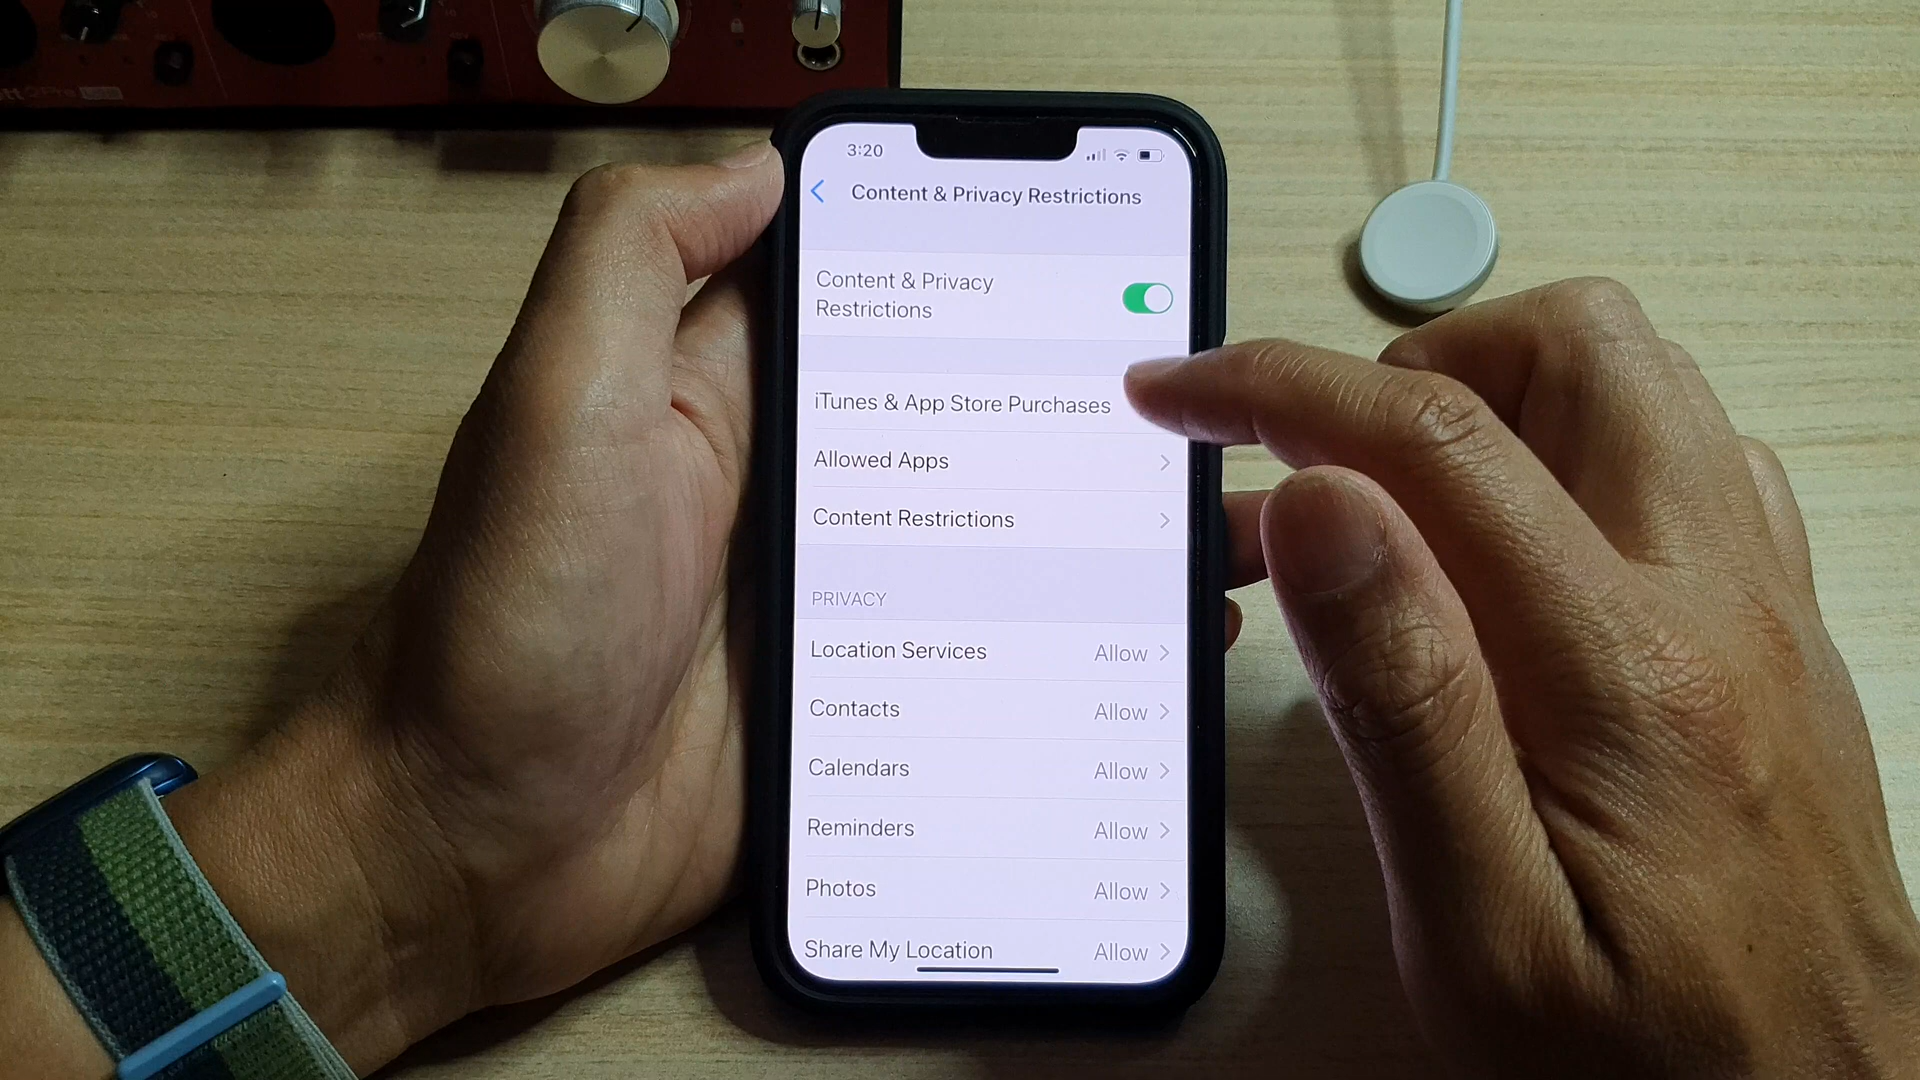 3:20
Content & Privacy Restrictions
Content & Privacy
Restrictions
iTunes & App Store Purchases
Allowed Apps
Content Restrictions
PRIVACY
Location Services Allow
Contacts Allow
Calendars Allow
Reminders Allow
Photos Allow
Share My Location Allow